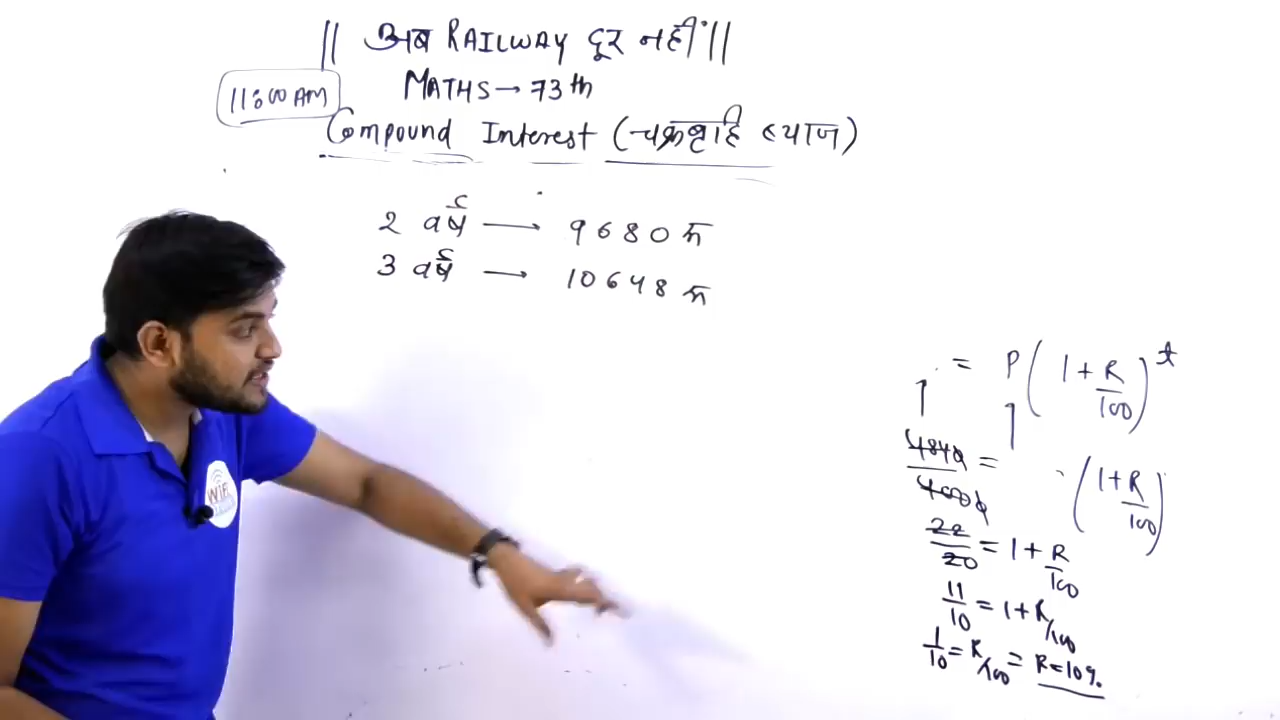 || अब RAILWAY दूर नहीं ||
MATHS → 73th
11:00 AM
Compound Interest (चक्रवृद्धि ब्याज)
2 वर्ष → 9680 रू
3 वर्ष → 10648 रू
= P(1+R/100)^t
4840/4000 = (1+R/100)
22/20 = 1+R/100
11/10 = 1+R/100
1/10 = R/100 = R=10%
WiFi